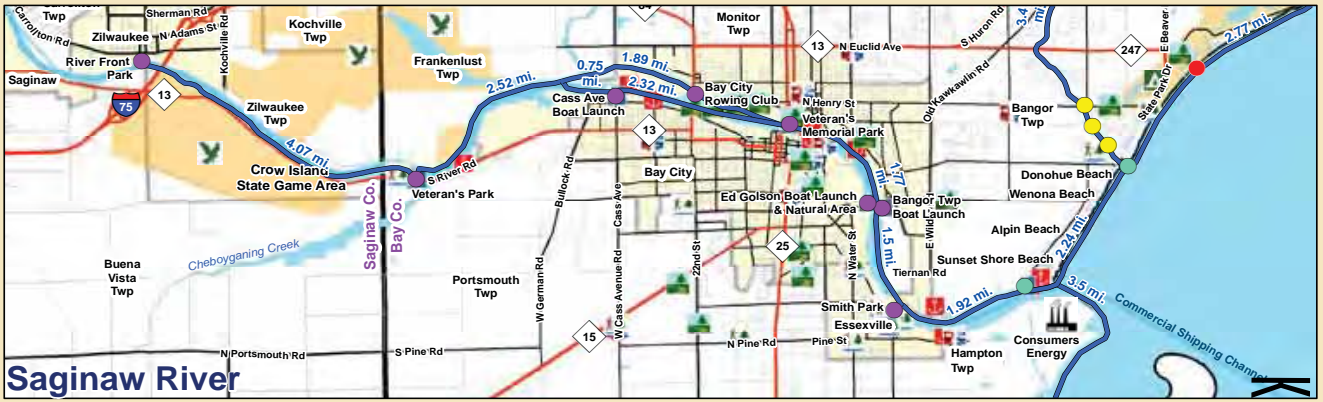 Twp
Carrollton Rd
Sherman Rd
N Adams St
Zilwaukee
River Front
Park
Saginaw
75
13
Kochville Rd
Kochville
Twp
Zilwaukee
Twp
4.07 mi.
Crow Island
State Game Area
Saginaw Co.
Bay Co.
Cheboyganing Creek
Buena
Vista
Twp
N Portsmouth Rd
Saginaw River
Frankenlust
Twp
2.52 mi.
S River Rd
Veteran's Park
Portsmouth
Twp
S Pine Rd
W German Rd
Bullock Rd
Cass Ave
W Cass Avenue Rd
15
0.75
mi.
1.89 mi.
2.32 mi.
Cass Ave
Boat Launch
13
Bay City
Bay City
Rowing Club
22nd St
Monitor
Twp
13
N Euclid Ave
N Henry St
Veteran's
Memorial Park
1.77
mi.
Ed Golson Boat Launch
& Natural Area
Bangor Twp
Boat Launch
25
N Water St
1.5 mi.
Tiernan Rd
Smith Park
Essexville
N Pine Rd
Pine St
1.92 mi.
Hampton
Twp
S Huron Rd
Old Kawkawlin Rd
3.4
mi.
247
E Beaver
State Park Dr
2.77 mi.
Bangor
Twp
Donohue Beach
Wenona Beach
Alpin Beach
2.24 mi.
Sunset Shore Beach
3.5 mi.
Consumers
Energy
Commercial Shipping Channel